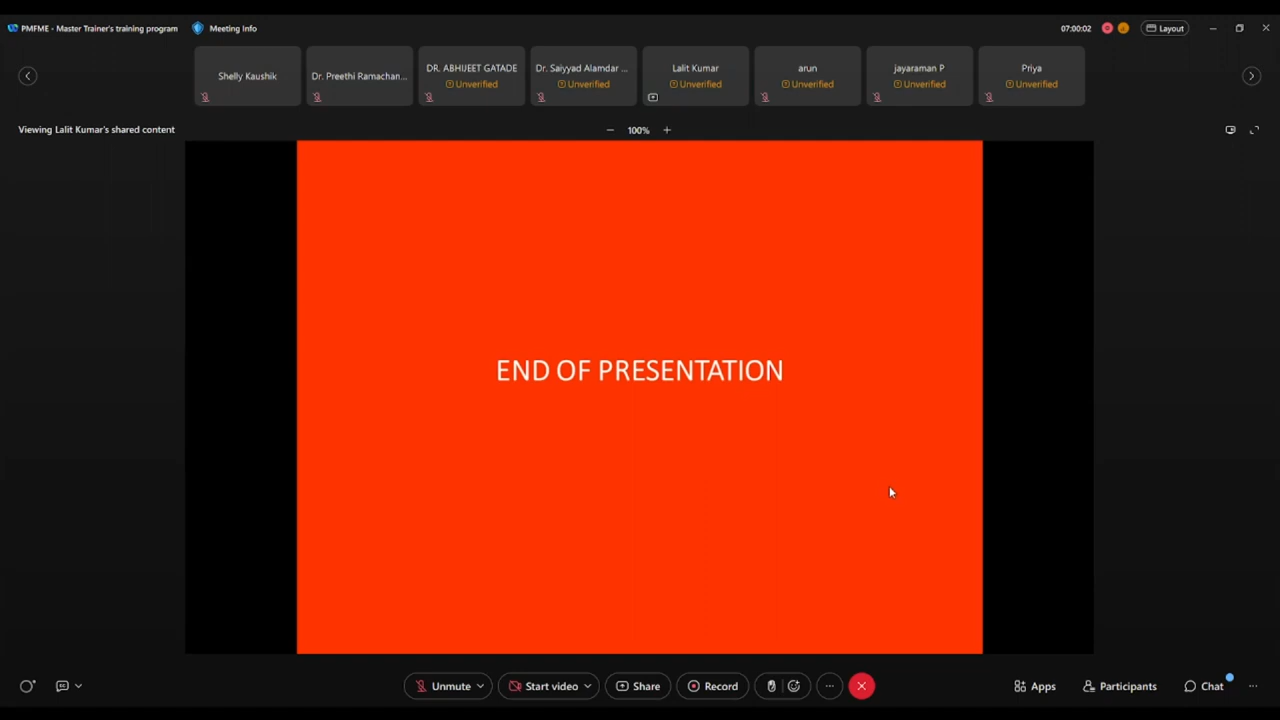 PMFME - Master Trainer's training program
Meeting Info
07:00:02
Layout
Shelly Kaushik
Dr. Preethi Ramachan...
DR. ABHIJEET GATADE
Unverified
Dr. Saiyyad Alamdar ...
Unverified
Lalit Kumar
Unverified
arun
Unverified
jayaraman P
Unverified
Priya
Unverified
Viewing Lalit Kumar's shared content
100%
END OF PRESENTATION
Unmute
Start video
Share
Record
Apps
Participants
Chat